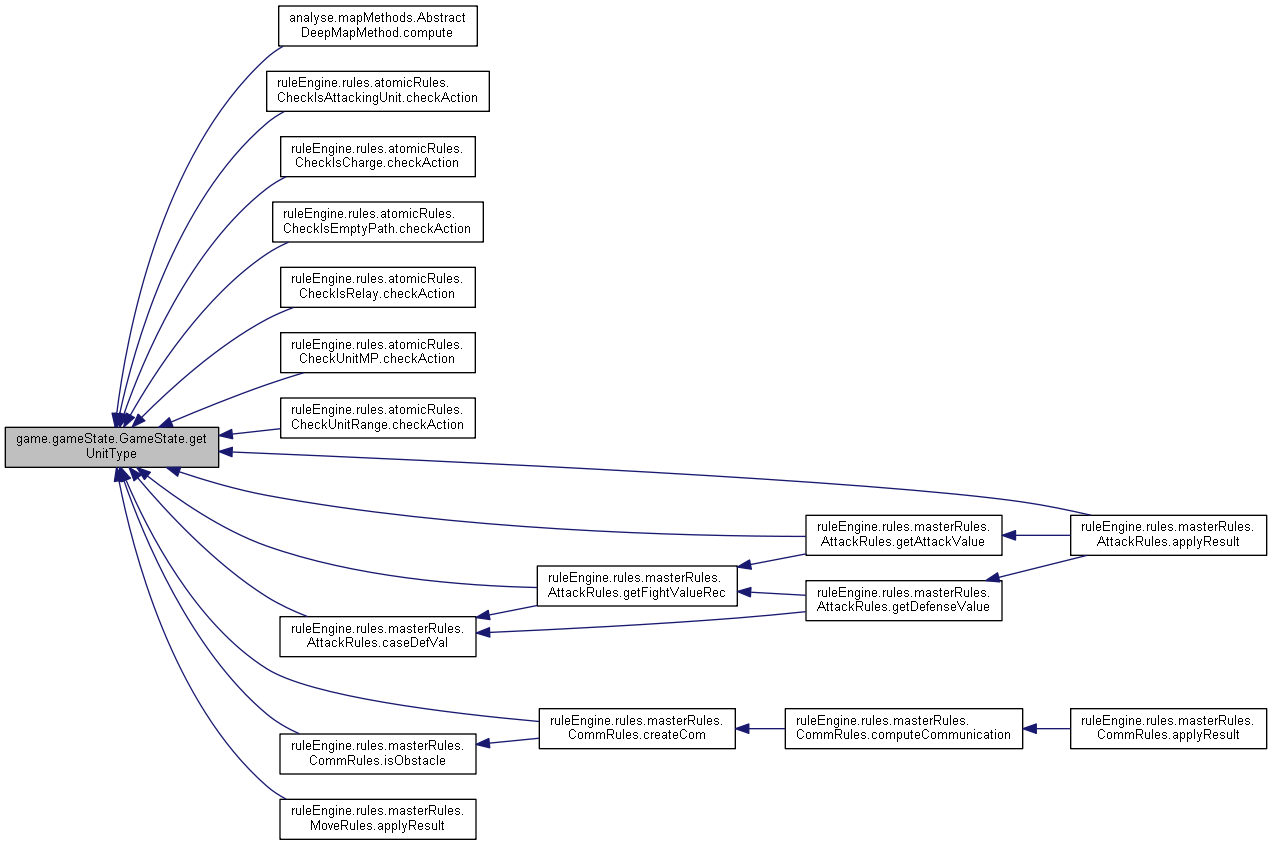 analyse.mapMethods.Abstract
DeepMapMethod.compute
ruleEngine.rules.atomicRules.
CheckIsAttackingUnit.checkAction
ruleEngine.rules.atomicRules.
CheckIsCharge.checkAction
ruleEngine.rules.atomicRules.
CheckIsEmptyPath.checkAction
ruleEngine.rules.atomicRules.
CheckIsRelay.checkAction
ruleEngine.rules.atomicRules.
CheckUnitMP.checkAction
ruleEngine.rules.atomicRules.
CheckUnitRange.checkAction
game.gameState.GameState.get
UnitType
ruleEngine.rules.masterRules.
AttackRules.getAttackValue
ruleEngine.rules.masterRules.
AttackRules.applyResult
ruleEngine.rules.masterRules.
AttackRules.getFightValueRec
ruleEngine.rules.masterRules.
AttackRules.getDefenseValue
ruleEngine.rules.masterRules.
AttackRules.caseDefVal
ruleEngine.rules.masterRules.
CommRules.createCom
ruleEngine.rules.masterRules.
CommRules.computeCommunication
ruleEngine.rules.masterRules.
CommRules.applyResult
ruleEngine.rules.masterRules.
CommRules.isObstacle
ruleEngine.rules.masterRules.
MoveRules.applyResult